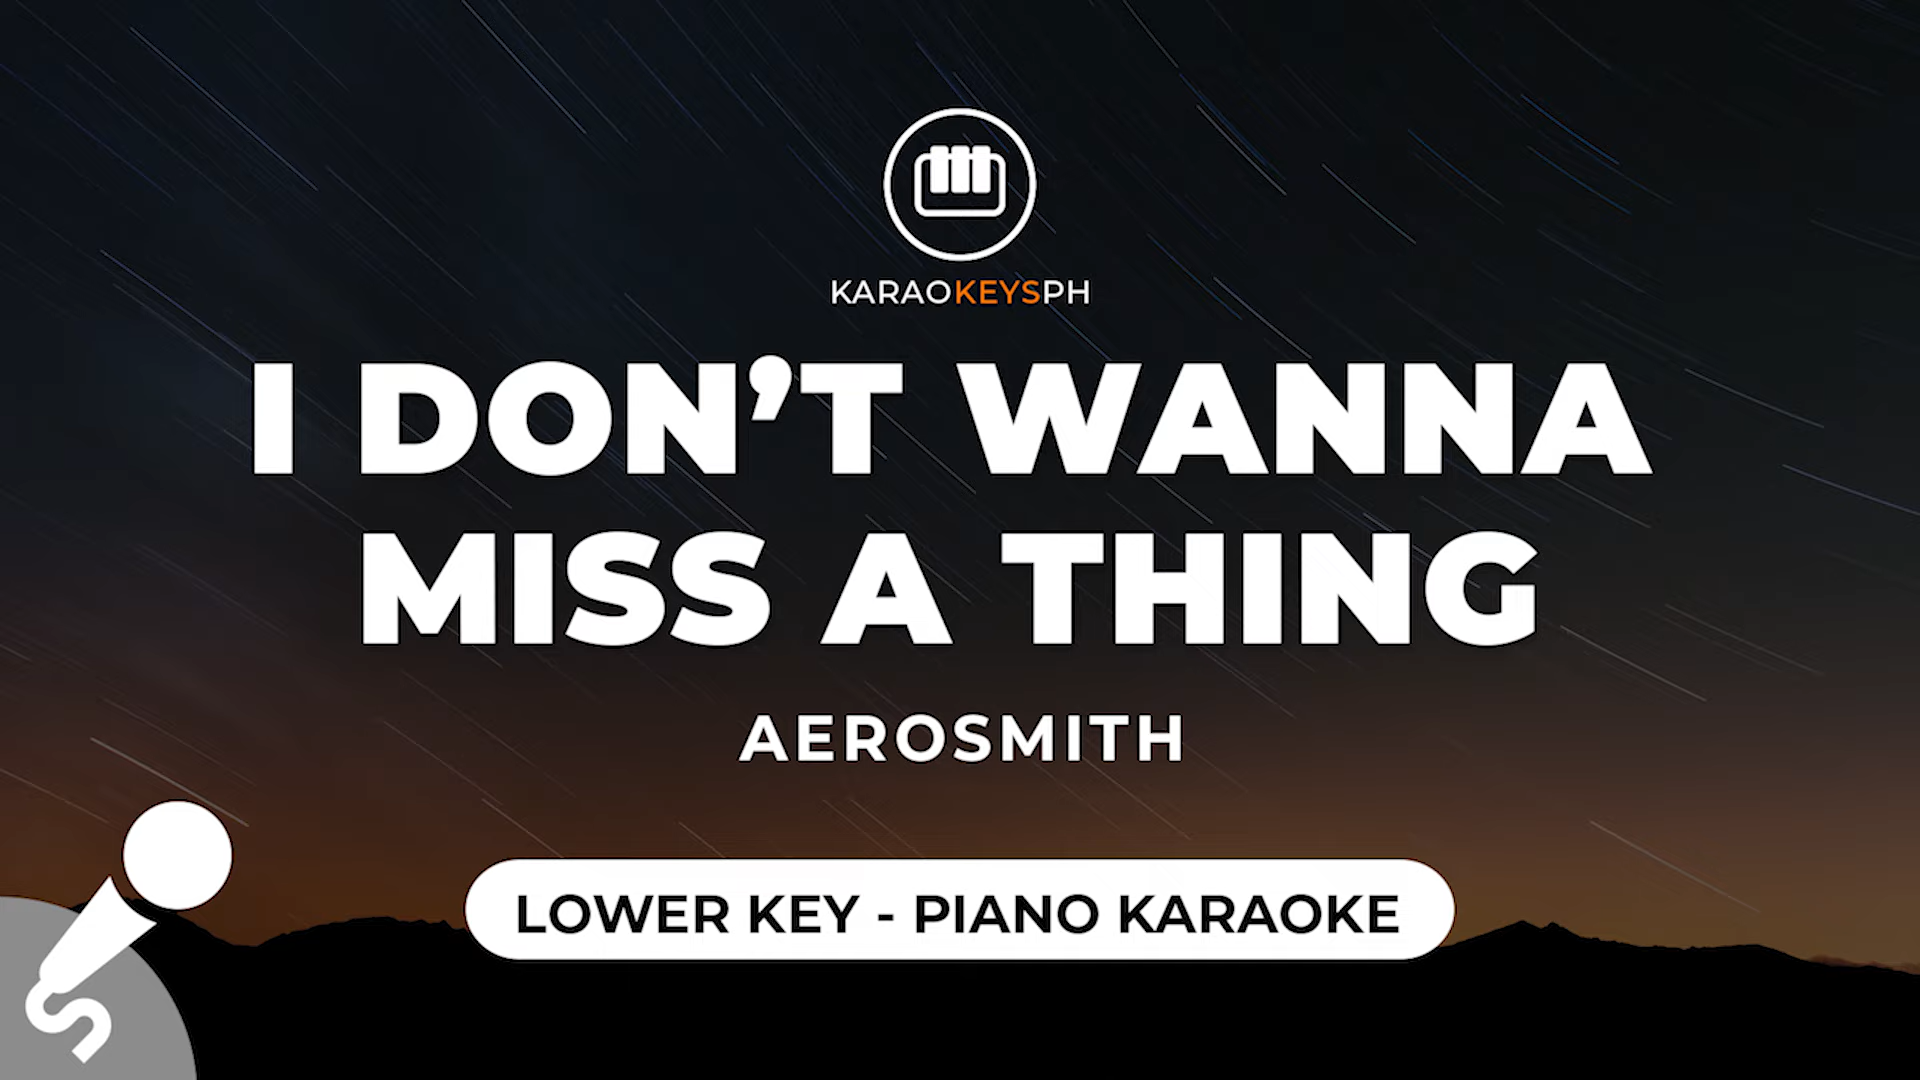 KARAOKEYSPH
I DON’T WANNA
MISS A THING
AEROSMITH
LOWER KEY - PIANO KARAOKE